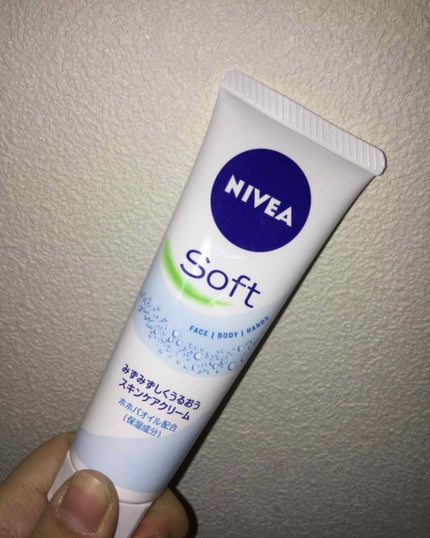 NIVEA
Soft
FACE | BODY | HANDS
みずみずしくうるおう
スキンケアクリーム
ホホバオイル配合
(保湿成分)